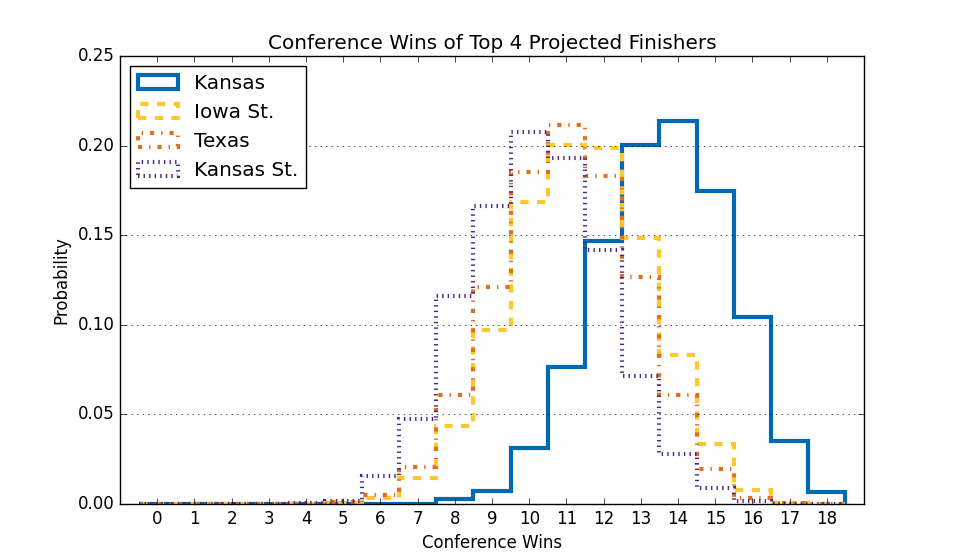 Conference Wins of Top 4 Projected Finishers
0.25
0.20
0.15
0.10
0.05
0.00
Probability
Kansas
Iowa St.
Texas
Kansas St.
0 1 2 3 4 5 6 7 8 9 10 11 12 13 14 15 16 17 18
Conference Wins